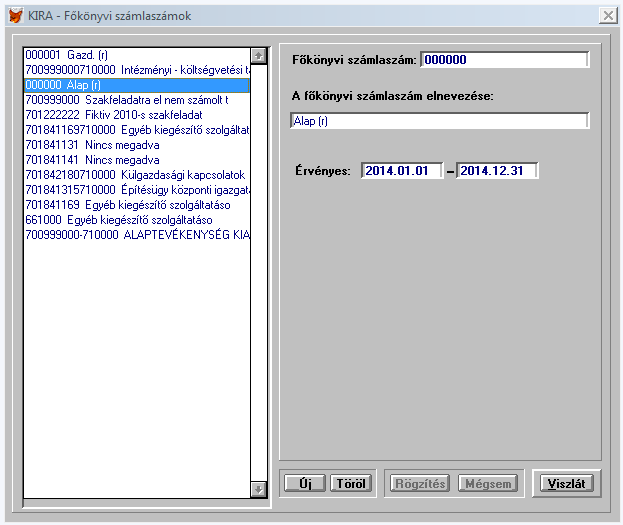 KIRA - Főkönyvi számlaszámok
000001 Gazd. (r)
700999000710000 Intézményi - költségvetési t
000000 Alap (r)
700999000 Szakfeladatra el nem számolt t
701222222 Fiktiv 2010-s szakfeladat
701841169710000 Egyéb kiegészítő szolgáltat
701841131 Nincs megadva
701841141 Nincs megadva
701842180710000 Külgazdasági kapcsolatok
701841315710000 Építésügy központi igazgat
701841169 Egyéb kiegészítő szolgáltatáso
661000 Egyéb kiegészítő szolgáltatáso
700999000-710000 ALAPTEVÉKENYSÉG KIA
Főkönyvi számlaszám: 000000
A főkönyvi számlaszám elnevezése:
Alap (r)
Érvényes: 2014.01.01 – 2014.12.31
Új Töröl Rögzítés Mégsem Viszlát